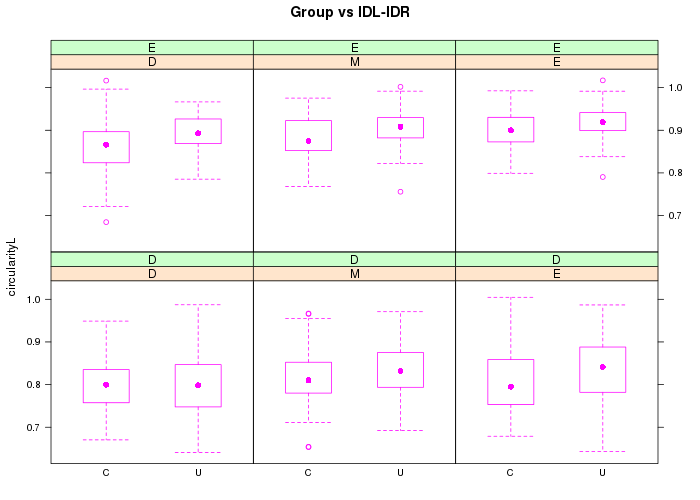 Group vs IDL-IDR
E E E
D M E
1.0
0.9
0.8
0.7
circularityL
D D D
D M E
1.0
0.9
0.8
0.7
C U C U C U